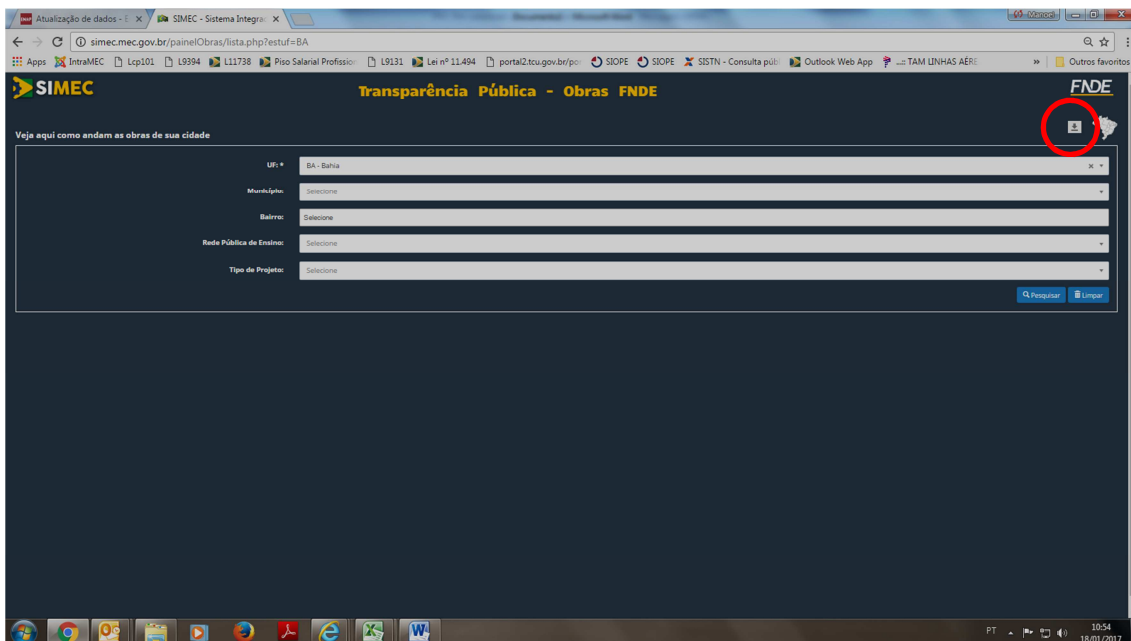 Atualização de dados - E
SIMEC - Sistema Integra
Manoel
simec.mec.gov.br/painelObras/lista.php?estuf=BA
Apps IntraMEC Lcp101 L9394 L11738 Piso Salarial Profission L9131 Lei nº 11.494 portal2.tcu.gov.br/por SIOPE SIOPE SISTN - Consulta públ Outlook Web App ..:: TAM LINHAS AÉRE » Outros favoritos
SIMEC
Transparência Pública - Obras FNDE
FNDE
Veja aqui como andam as obras de sua cidade
UF: * BA - Bahia
Município: Selecione
Bairro: Selecione
Rede Pública de Ensino: Selecione
Tipo de Projeto: Selecione
Pesquisar Limpar
PT 10:54
18/01/2017